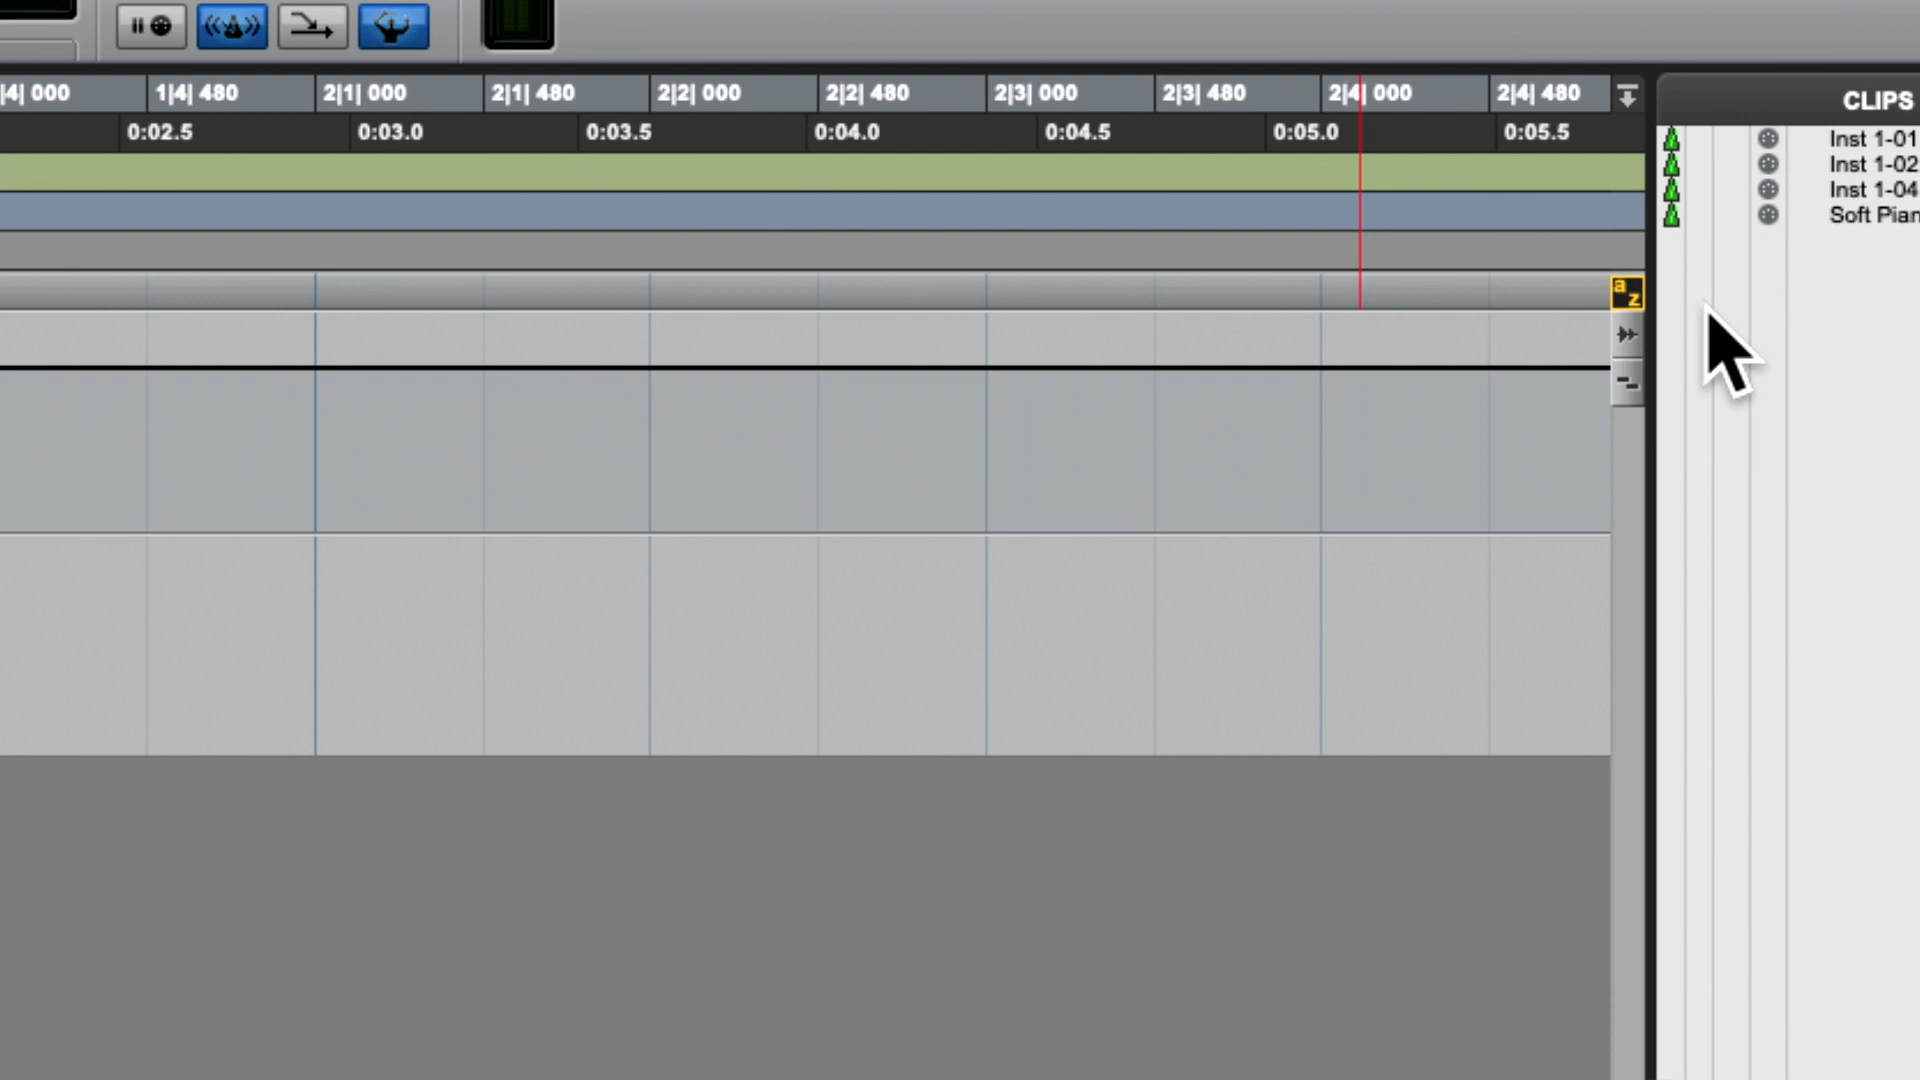 |4| 000 1|4| 480 2|1| 000 2|1| 480 2|2| 000 2|2| 480 2|3| 000 2|3| 480 2|4| 000 2|4| 480
0:02.5 0:03.0 0:03.5 0:04.0 0:04.5 0:05.0 0:05.5
a z
CLIPS
Inst 1-01
Inst 1-02
Inst 1-04
Soft Pian